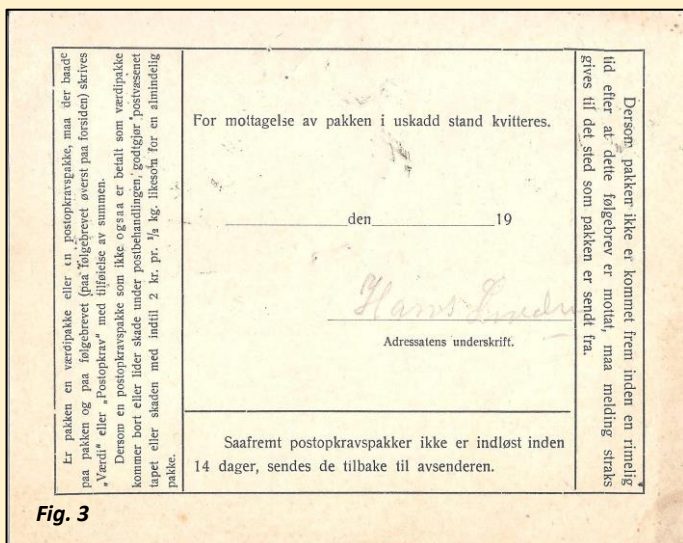 Er pakken en værdipakke eller en postopkravspakke, maa der baade
paa pakken og paa følgebrevet (paa følgebrevet øverst paa forsiden) skrives
„Værdi" eller „Postopkrav" med tilføielse av summen.
Dersom en postopkravspakke som ikke ogsaa er betalt som værdipakke
kommer bort eller lider skade under postbehandlingen, godtgjør postvæsenet
tapet eller skaden med indtil 2 kr. pr. ½ kg. likesom for en almindelig
pakke.
For mottagelse av pakken i uskadd stand kvitteres.
den 19
Hans
Adressatens underskrift.
Saafremt postopkravspakker ikke er indløst inden
14 dager, sendes de tilbake til avsenderen.
Dersom pakken ikke er kommet frem inden en rimelig
tid efter at dette følgebrev er mottat, maa melding straks
gives til det sted som pakken er sendt fra.
Fig. 3